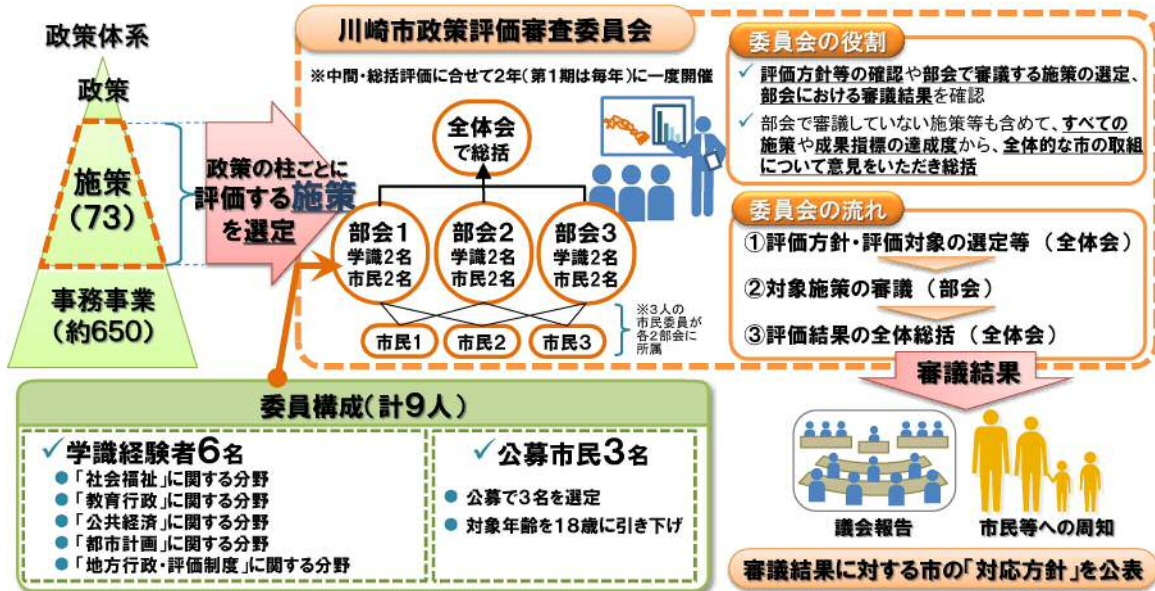 政策体系
政策
施策
(73)
事務事業
(約650)
政策の柱ごとに
評価する施策
を選定
川崎市政策評価審査委員会
※中間・総括評価に合せて2年(第1期は毎年)に一度開催
全体会
で総括
部会1
学識2名
市民2名
部会2
学識2名
市民2名
部会3
学識2名
市民2名
市民1
市民2
市民3
※3人の
市民委員が
各2部会に
所属
委員会の役割
✓ 評価方針等の確認や部会で審議する施策の選定、
部会における審議結果を確認
✓ 部会で審議していない施策等も含めて、すべての
施策や成果指標の達成度から、全体的な市の取組
について意見をいただき総括
委員会の流れ
①評価方針・評価対象の選定等 (全体会)
②対象施策の審議 (部会)
③評価結果の全体総括 (全体会)
審議結果
委員構成(計9人)
✓学識経験者6名
●「社会福祉」に関する分野
●「教育行政」に関する分野
●「公共経済」に関する分野
●「都市計画」に関する分野
●「地方行政・評価制度」に関する分野
✓公募市民3名
● 公募で3名を選定
● 対象年齢を18歳に引き下げ
議会報告
市民等への周知
審議結果に対する市の「対応方針」を公表